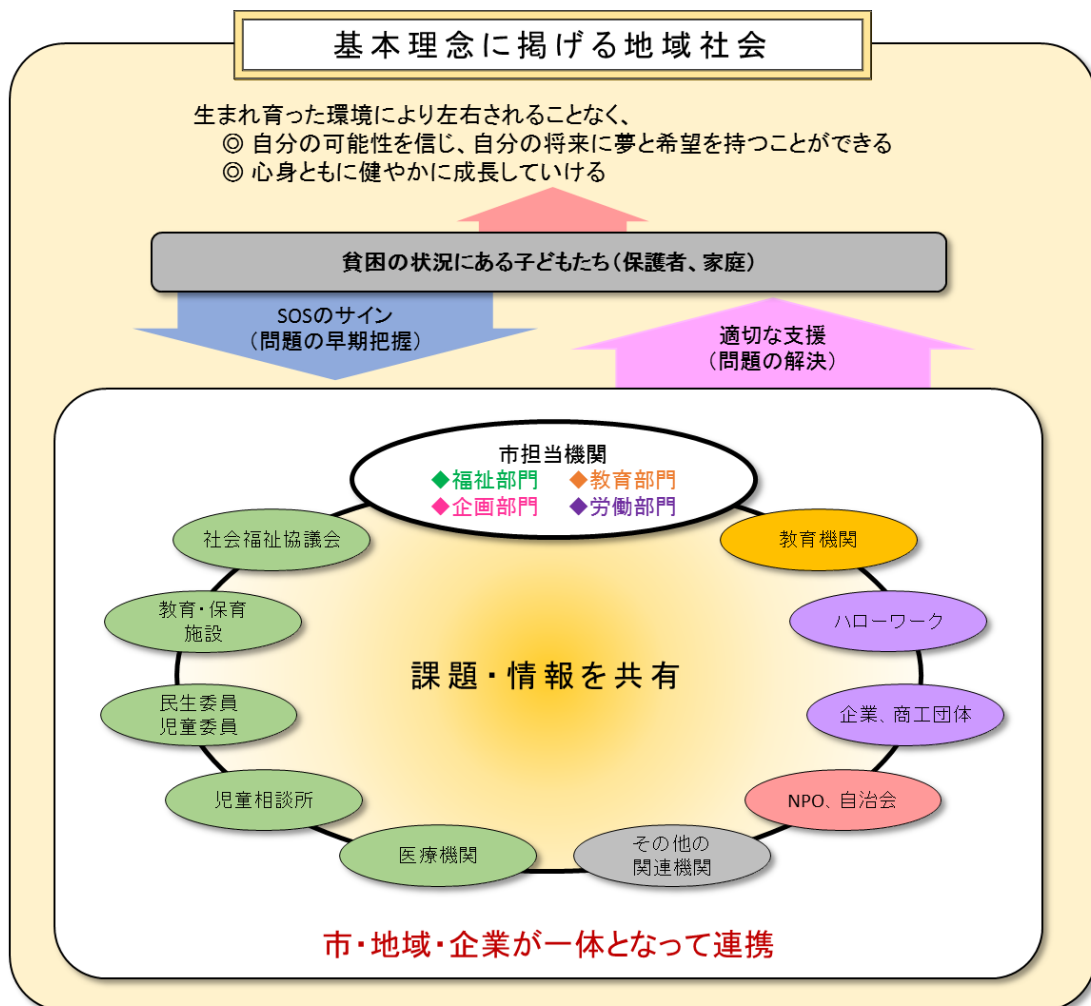 基本理念に掲げる地域社会
生まれ育った環境により左右されることなく、
◎ 自分の可能性を信じ、自分の将来に夢と希望を持つことができる
◎ 心身ともに健やかに成長していける
貧困の状況にある子どもたち（保護者、家庭）
SOSのサイン
（問題の早期把握）
適切な支援
（問題の解決）
市担当機関
◆福祉部門 ◆教育部門
◆企画部門 ◆労働部門
社会福祉協議会
教育機関
教育・保育
施設
ハローワーク
課題・情報を共有
民生委員
児童委員
企業、商工団体
児童相談所
NPO、自治会
医療機関
その他の
関連機関
市・地域・企業が一体となって連携